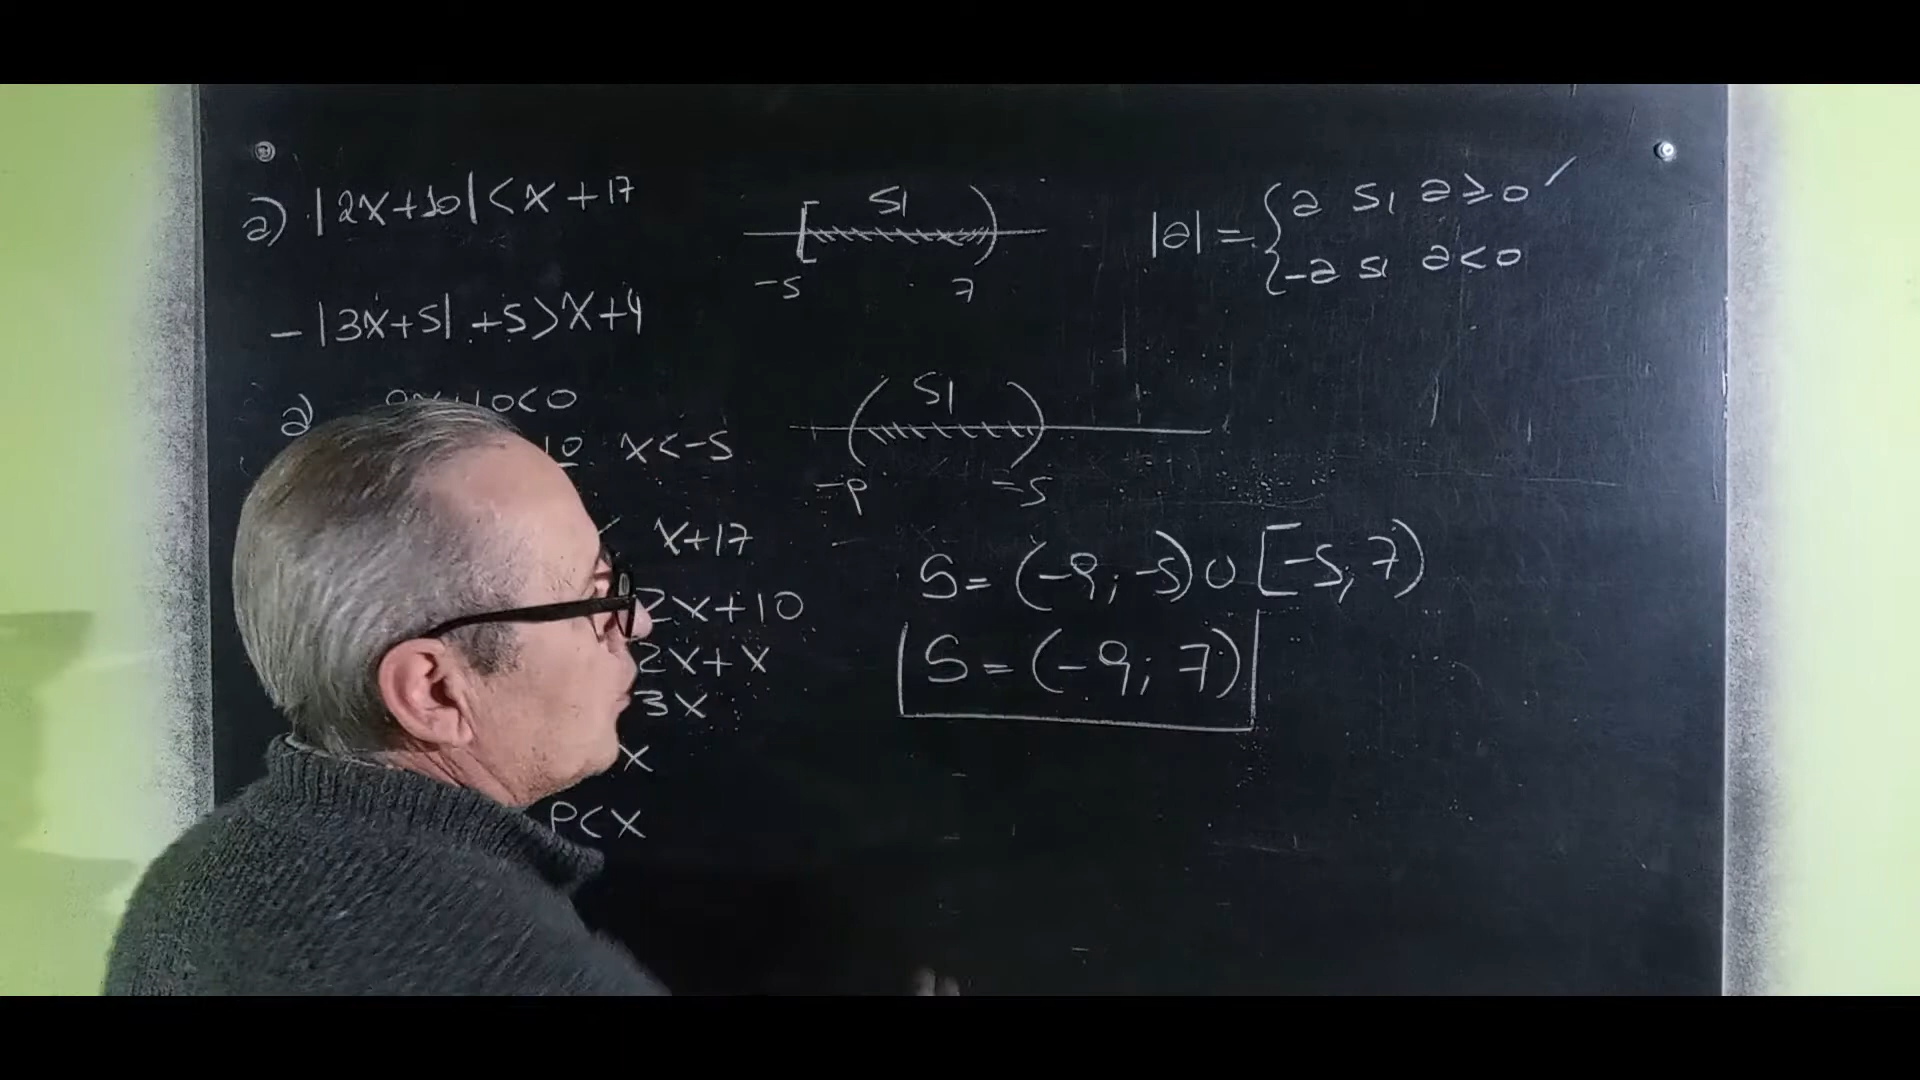 a) |2x+10|<x+17
-|3x+5|+5>x+4
a) 2x+10<0
10 x<-5
< x+17
2x+10
2x+x
3x
x
9<x
SI
-5 7
SI
-9 -5
|a|= { a si a≥0 ✓
-a si a<0
S=(-9; -5)∪[-5; 7)
S=(-9; 7)